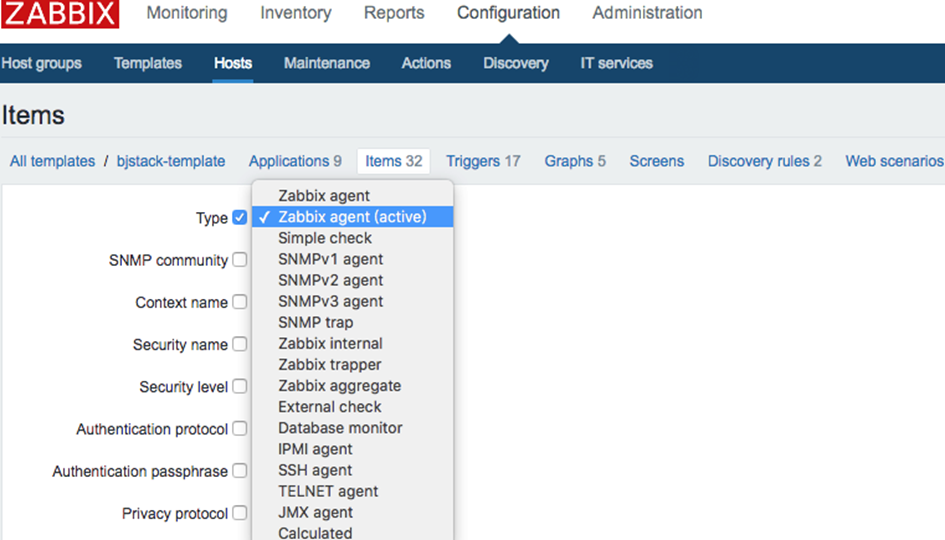 ZABBIX Monitoring Inventory Reports Configuration Administration
Host groups Templates Hosts Maintenance Actions Discovery IT services
Items
All templates / bjstack-template Applications 9 Items 32 Triggers 17 Graphs 5 Screens Discovery rules 2 Web scenarios
Zabbix agent
Type Zabbix agent (active)
Simple check
SNMP community SNMPv1 agent
SNMPv2 agent
Context name SNMPv3 agent
SNMP trap
Security name Zabbix internal
Zabbix trapper
Security level Zabbix aggregate
External check
Authentication protocol Database monitor
IPMI agent
Authentication passphrase SSH agent
TELNET agent
Privacy protocol JMX agent
Calculated